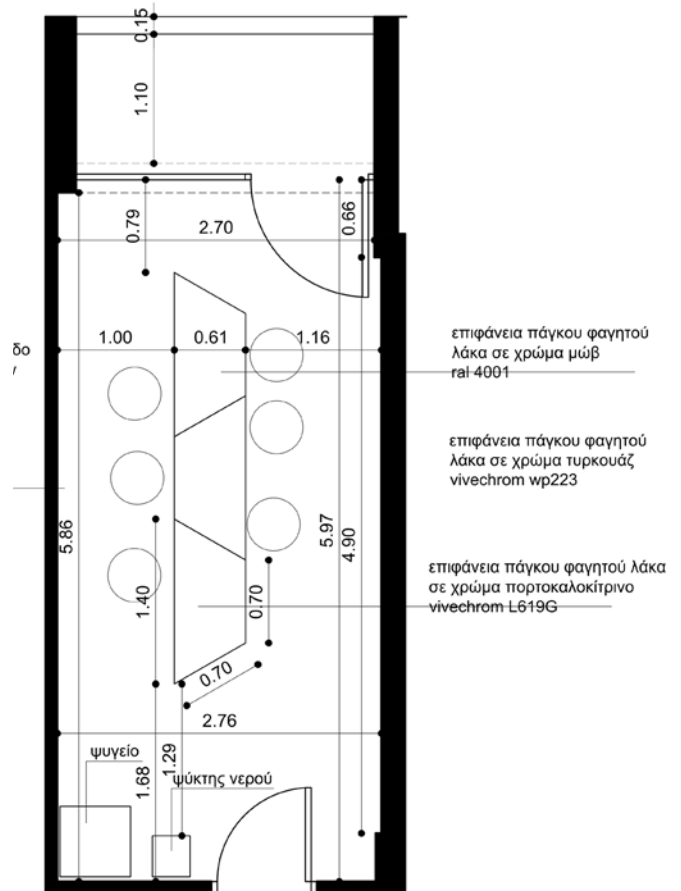 0.15
1.10
0.79
2.70
0.66
1.00
0.61
1.16
επιφάνεια πάγκου φαγητού
λάκα σε χρώμα μώβ
ral 4001
δο
επιφάνεια πάγκου φαγητού
λάκα σε χρώμα τυρκουάζ
vivechrom wp223
5.86
5.97
4.90
επιφάνεια πάγκου φαγητού λάκα
σε χρώμα πορτοκαλοκίτρινο
vivechrom L619G
1.40
0.70
0.70
2.76
ψυγείο
1.68
1.29
ψύκτης νερού